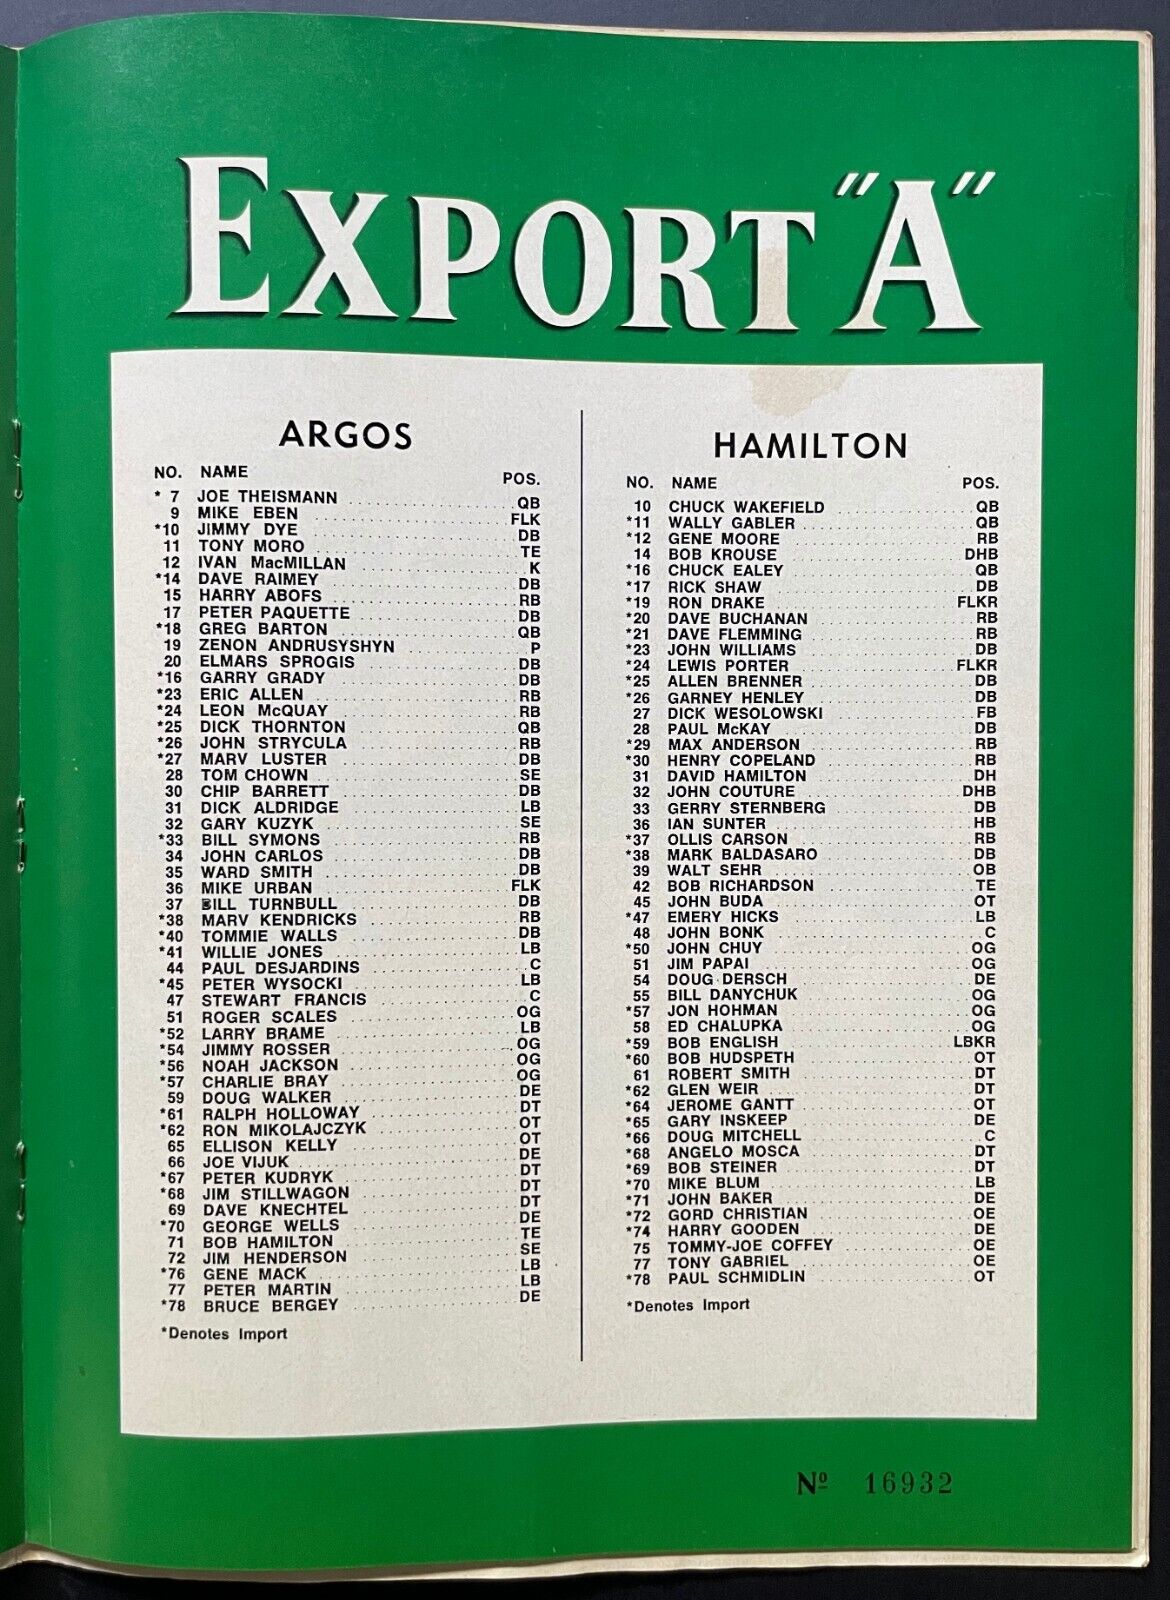 EXPORT "A"
ARGOS
NO. NAME POS.
* 7 JOE THEISMANN QB
9 MIKE EBEN FLK
*10 JIMMY DYE DB
11 TONY MORO TE
12 IVAN MacMILLAN K
*14 DAVE RAIMEY DB
15 HARRY ABOFS RB
17 PETER PAQUETTE DB
*18 GREG BARTON QB
19 ZENON ANDRUSYSHYN P
20 ELMARS SPROGIS DB
*16 GARRY GRADY DB
*23 ERIC ALLEN RB
*24 LEON McQUAY RB
*25 DICK THORNTON QB
*26 JOHN STRYCULA RB
*27 MARV LUSTER DB
28 TOM CHOWN SE
30 CHIP BARRETT DB
31 DICK ALDRIDGE LB
32 GARY KUZYK SE
*33 BILL SYMONS RB
34 JOHN CARLOS DB
35 WARD SMITH DB
36 MIKE URBAN FLK
37 BILL TURNBULL DB
*38 MARV KENDRICKS RB
*40 TOMMIE WALLS DB
*41 WILLIE JONES LB
44 PAUL DESJARDINS C
*45 PETER WYSOCKI LB
47 STEWART FRANCIS C
51 ROGER SCALES OG
*52 LARRY BRAME LB
*54 JIMMY ROSSER OG
*56 NOAH JACKSON OG
*57 CHARLIE BRAY OG
59 DOUG WALKER DE
*61 RALPH HOLLOWAY DT
*62 RON MIKOLAJCZYK OT
65 ELLISON KELLY OT
66 JOE VIJUK DE
*67 PETER KUDRYK DT
*68 JIM STILLWAGON DT
69 DAVE KNECHTEL DT
*70 GEORGE WELLS DE
71 BOB HAMILTON TE
72 JIM HENDERSON SE
*76 GENE MACK LB
77 PETER MARTIN LB
*78 BRUCE BERGEY DE
*Denotes Import
HAMILTON
NO. NAME POS.
10 CHUCK WAKEFIELD QB
*11 WALLY GABLER QB
*12 GENE MOORE RB
14 BOB KROUSE DHB
*16 CHUCK EALEY QB
*17 RICK SHAW DB
*19 RON DRAKE FLKR
*20 DAVE BUCHANAN RB
*21 DAVE FLEMMING RB
*23 JOHN WILLIAMS DB
*24 LEWIS PORTER FLKR
*25 ALLEN BRENNER DB
*26 GARNEY HENLEY DB
27 DICK WESOLOWSKI FB
28 PAUL McKAY DB
*29 MAX ANDERSON RB
*30 HENRY COPELAND RB
31 DAVID HAMILTON DH
32 JOHN COUTURE DHB
33 GERRY STERNBERG DB
36 IAN SUNTER HB
*37 OLLIS CARSON RB
*38 MARK BALDASARO DB
39 WALT SEHR OB
42 BOB RICHARDSON TE
45 JOHN BUDA OT
*47 EMERY HICKS LB
48 JOHN BONK C
*50 JOHN CHUY OG
51 JIM PAPAI OG
54 DOUG DERSCH DE
55 BILL DANYCHUK OG
*57 JON HOHMAN OG
58 ED CHALUPKA OG
*59 BOB ENGLISH LBKR
*60 BOB HUDSPETH OT
61 ROBERT SMITH DT
*62 GLEN WEIR DT
*64 JEROME GANTT OT
*65 GARY INSKEEP DE
*66 DOUG MITCHELL C
*68 ANGELO MOSCA DT
*69 BOB STEINER DT
*70 MIKE BLUM LB
*71 JOHN BAKER DE
*72 GORD CHRISTIAN OE
*74 HARRY GOODEN DE
75 TOMMY-JOE COFFEY OE
77 TONY GABRIEL OE
*78 PAUL SCHMIDLIN OT
*Denotes Import
Nº 16932